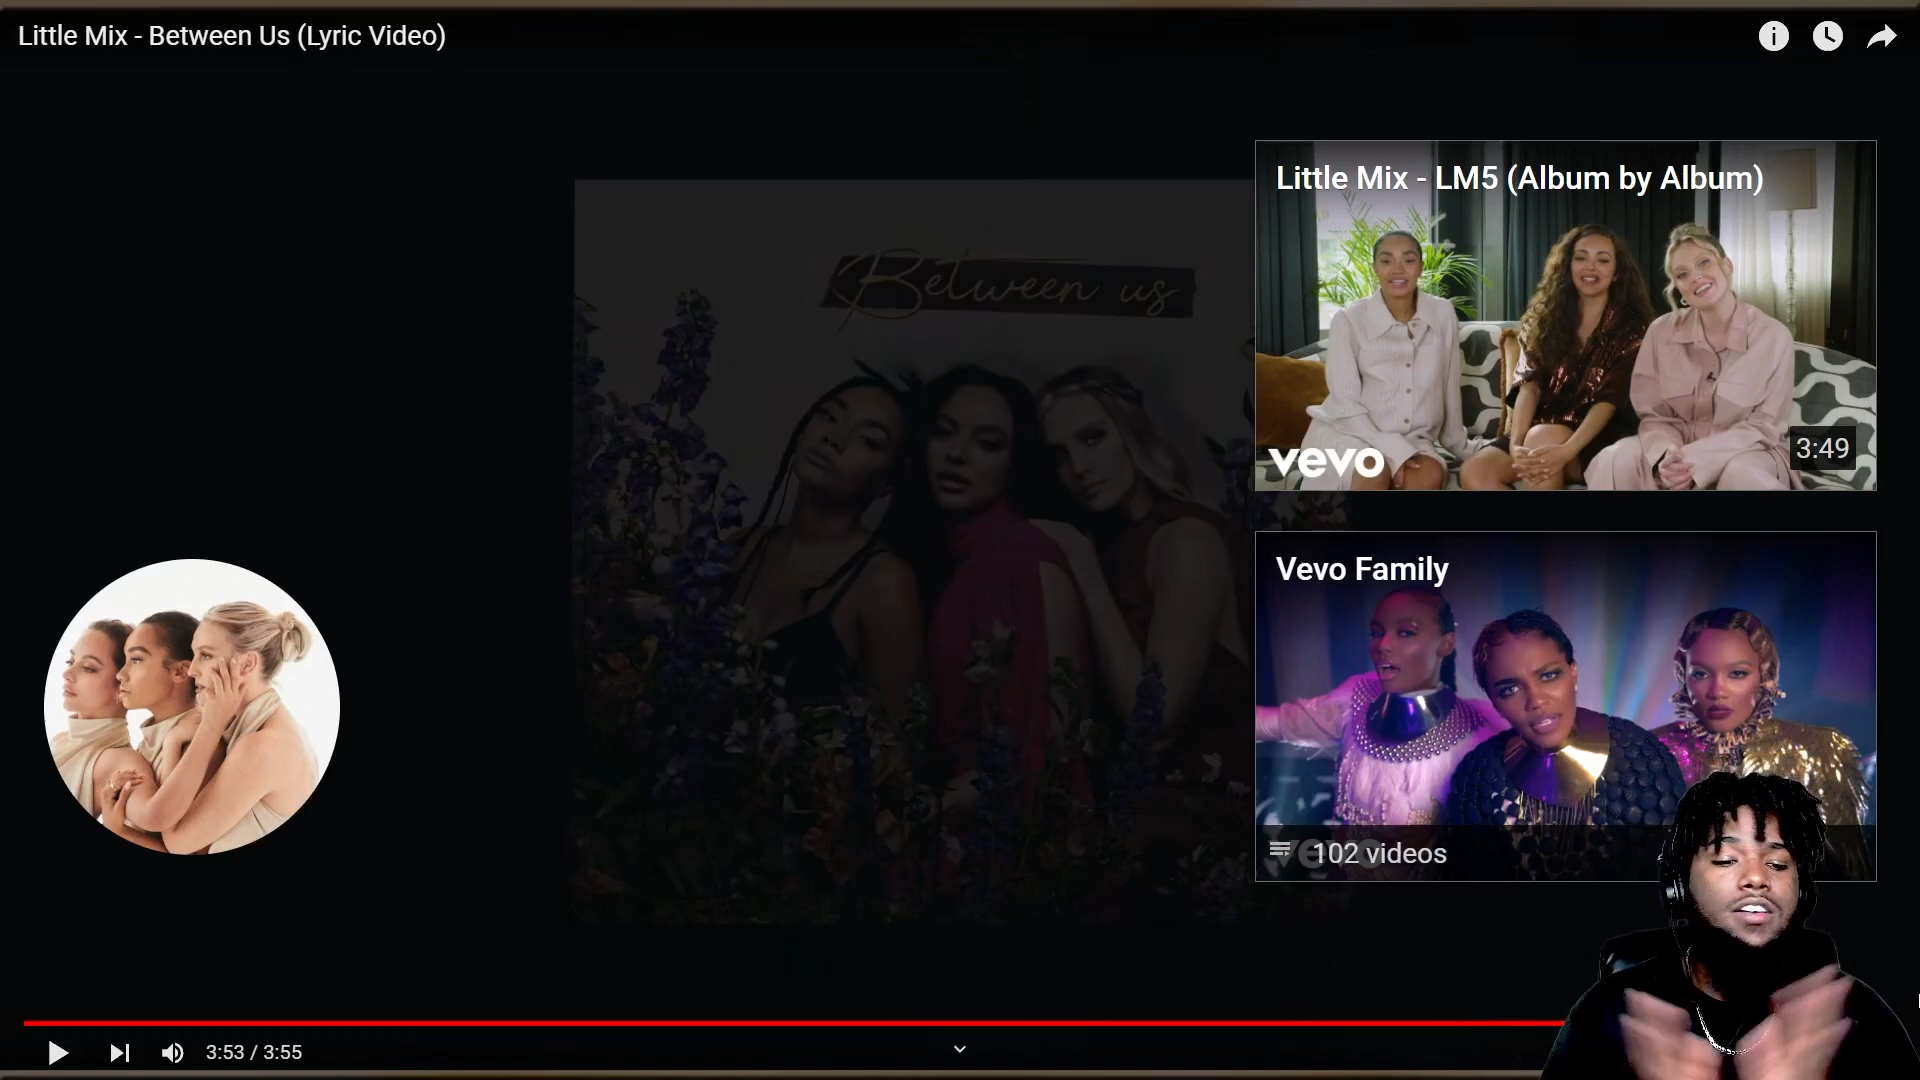 Little Mix - Between Us (Lyric Video)
Little Mix - LM5 (Album by Album)
Between us
vevo
3:49
Vevo Family
vevo
102 videos
3:53 / 3:55